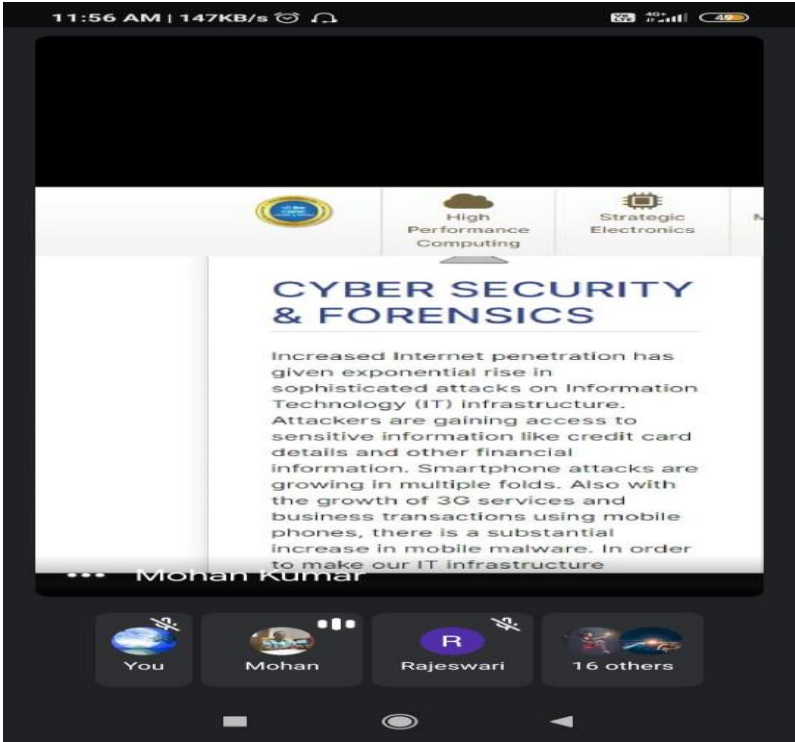 11:56 AM | 147KB/s
Vo LTE 4G+ 49
High
Performance
Computing
Strategic
Electronics
CYBER SECURITY
& FORENSICS
Increased Internet penetration has
given exponential rise in
sophisticated attacks on Information
Technology (IT) infrastructure.
Attackers are gaining access to
sensitive information like credit card
details and other financial
information. Smartphone attacks are
growing in multiple folds. Also with
the growth of 3G services and
business transactions using mobile
phones, there is a substantial
increase in mobile malware. In order
to make our IT infrastructure
Mohan Kumar
You
Mohan
R
Rajeswari
16 others